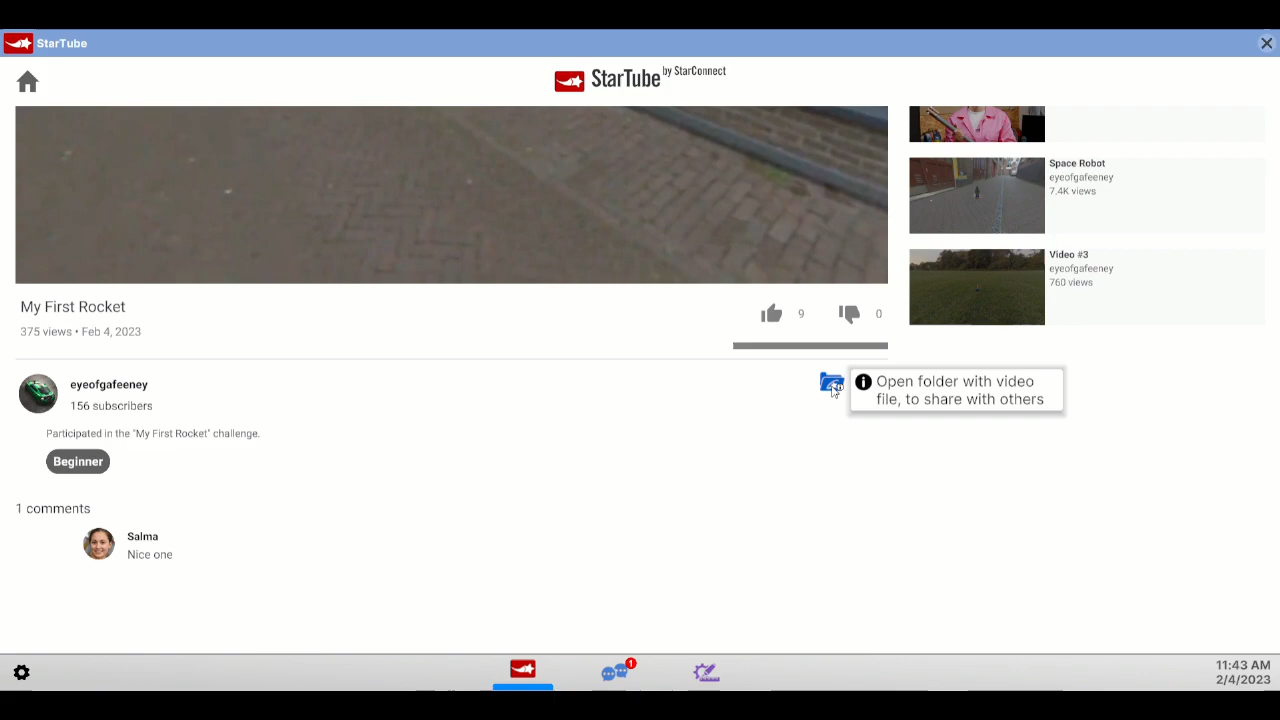 StarTube
StarTube by StarConnect
Space Robot
eyeofgafeeney
7.4K views
Video #3
eyeofgafeeney
760 views
My First Rocket
375 views • Feb 4, 2023
9
0
eyeofgafeeney
156 subscribers
Open folder with video
file, to share with others
Participated in the "My First Rocket" challenge.
Beginner
1 comments
Salma
Nice one
1
11:43 AM
2/4/2023